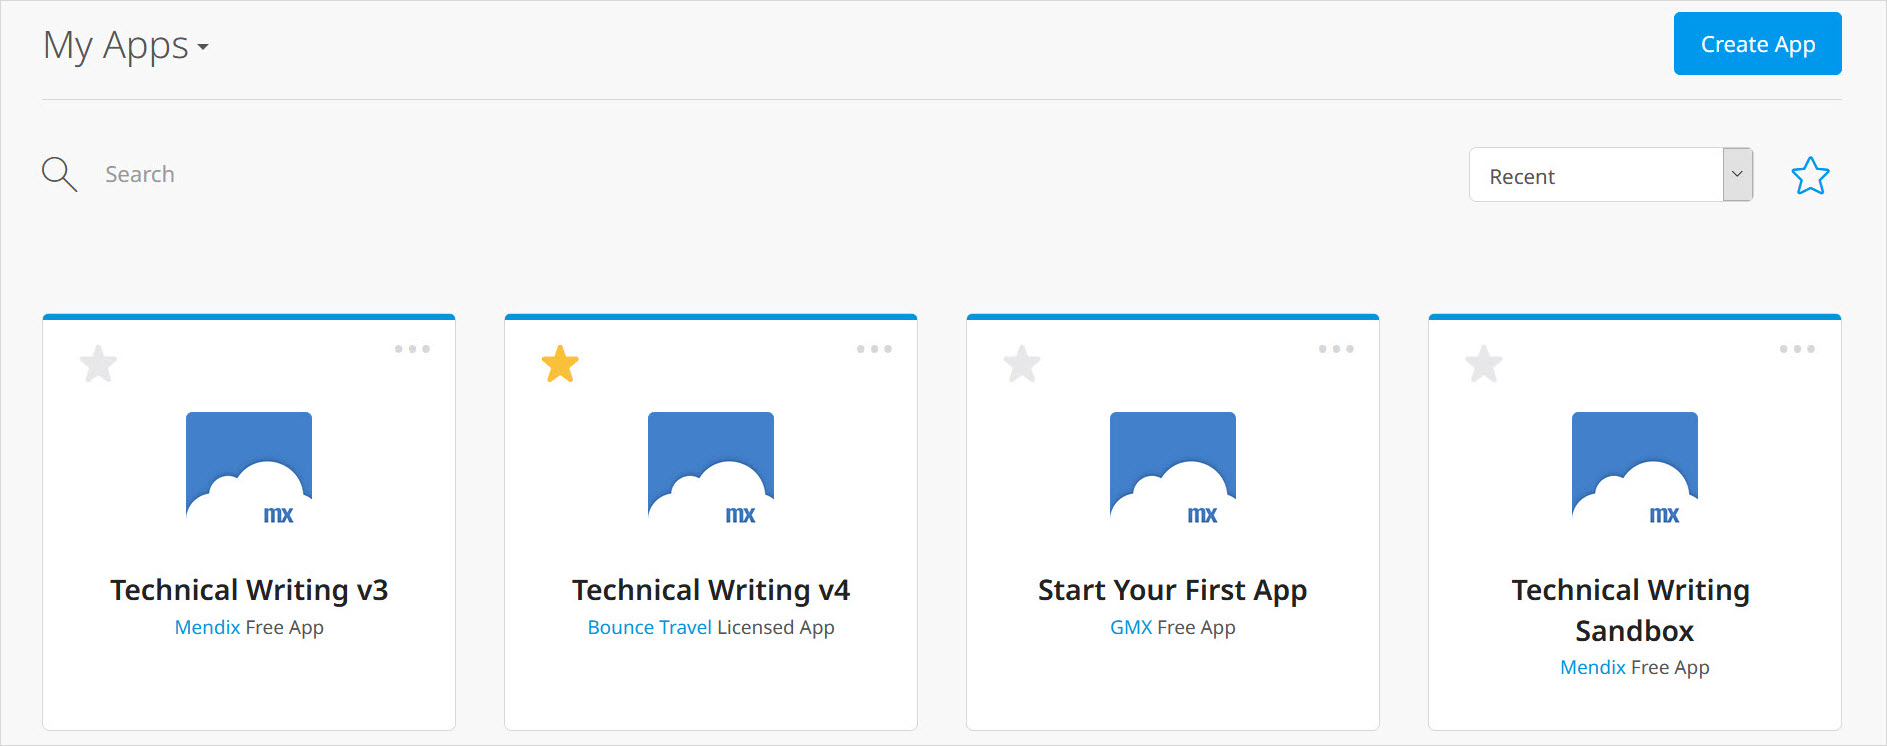 My Apps
Create App
Search
Recent
mx
Technical Writing v3
Mendix Free App
mx
Technical Writing v4
Bounce Travel Licensed App
mx
Start Your First App
GMX Free App
mx
Technical Writing
Sandbox
Mendix Free App